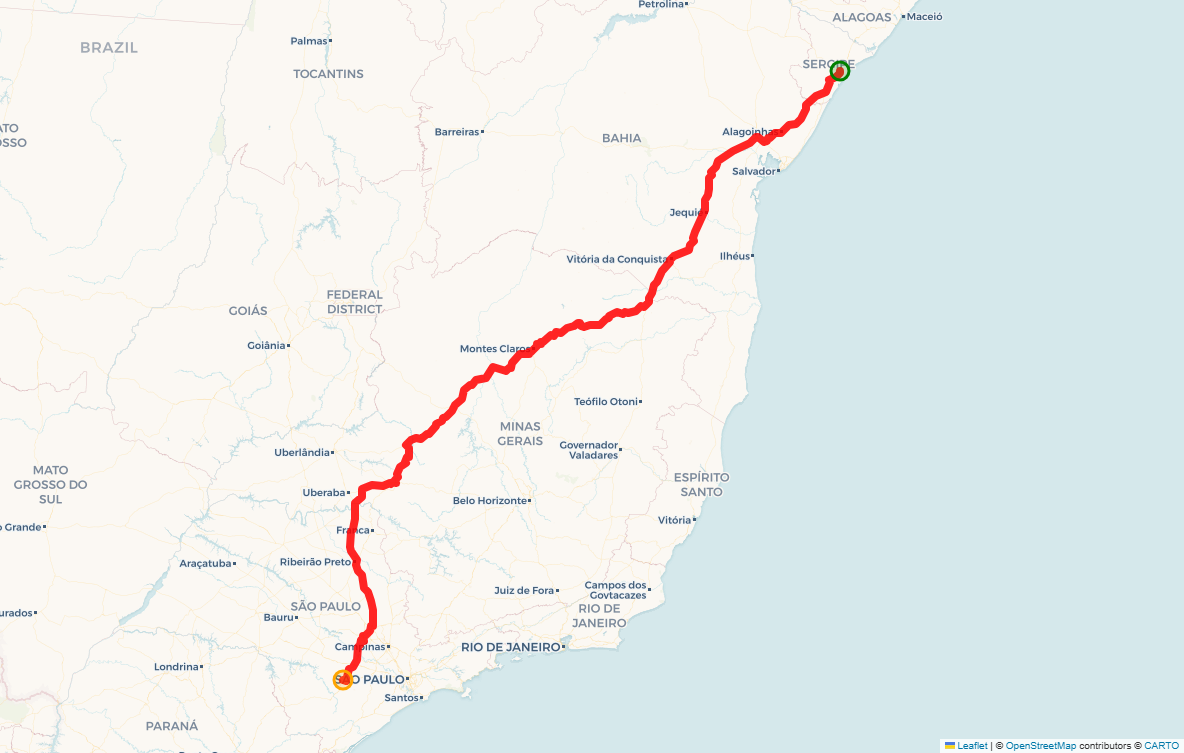 Petrolina
ALAGOAS
Maceió
Palmas
BRAZIL
SERGIPE
TOCANTINS
ATO
OSSO
Barreiras
BAHIA
Alagoinhas
Salvador
Jequié
Vitória da Conquista
Ilhéus
FEDERAL
DISTRICT
GOIÁS
Goiânia
Montes Claros
Teófilo Otoni
MINAS
GERAIS
Uberlândia
Governador
Valadares
MATO
GROSSO DO
SUL
ESPÍRITO
SANTO
Uberaba
Belo Horizonte
Vitória
o Grande
Franca
Araçatuba
Ribeirão Preto
Juiz de Fora
Campos dos
Govtacazes
SÃO PAULO
RIO DE
JANEIRO
urados
Bauru
Campinas
RIO DE JANEIRO
Londrina
SÃO PAULO
Santos
PARANÁ
Leaflet | © OpenStreetMap contributors © CARTO